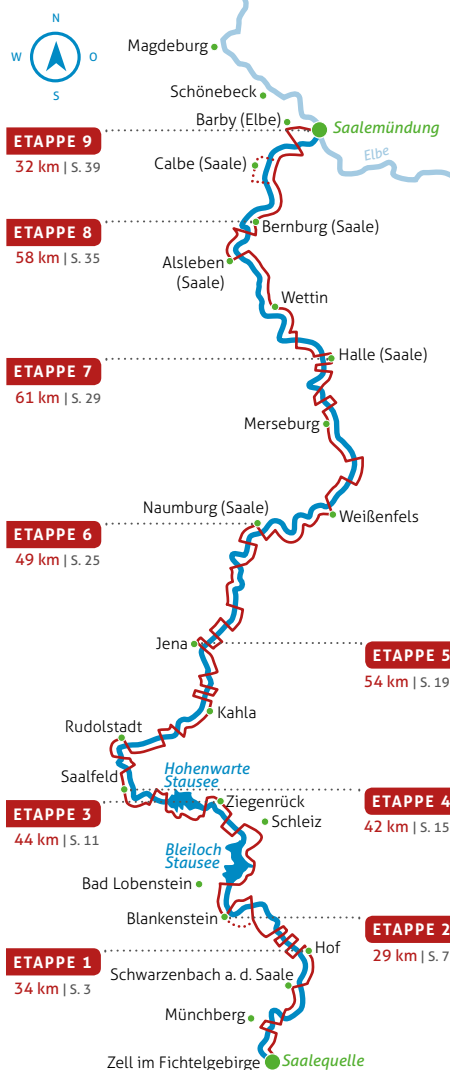 N
W
O
S
Magdeburg
Schönebeck
Barby (Elbe)
Saalemündung
Elbe
ETAPPE 9
32 km | S. 39
Calbe (Saale)
ETAPPE 8
58 km | S. 35
Bernburg (Saale)
Alsleben
(Saale)
Wettin
Halle (Saale)
ETAPPE 7
61 km | S. 29
Merseburg
Naumburg (Saale)
Weißenfels
ETAPPE 6
49 km | S. 25
Jena
ETAPPE 5
54 km | S. 19
Kahla
Rudolstadt
Saalfeld
Hohenwarte
Stausee
Ziegenrück
ETAPPE 4
42 km | S. 15
ETAPPE 3
44 km | S. 11
Schleiz
Bleiloch
Stausee
Bad Lobenstein
Blankenstein
ETAPPE 2
29 km | S. 7
Hof
ETAPPE 1
34 km | S. 3
Schwarzenbach a. d. Saale
Münchberg
Zell im Fichtelgebirge
Saalequelle